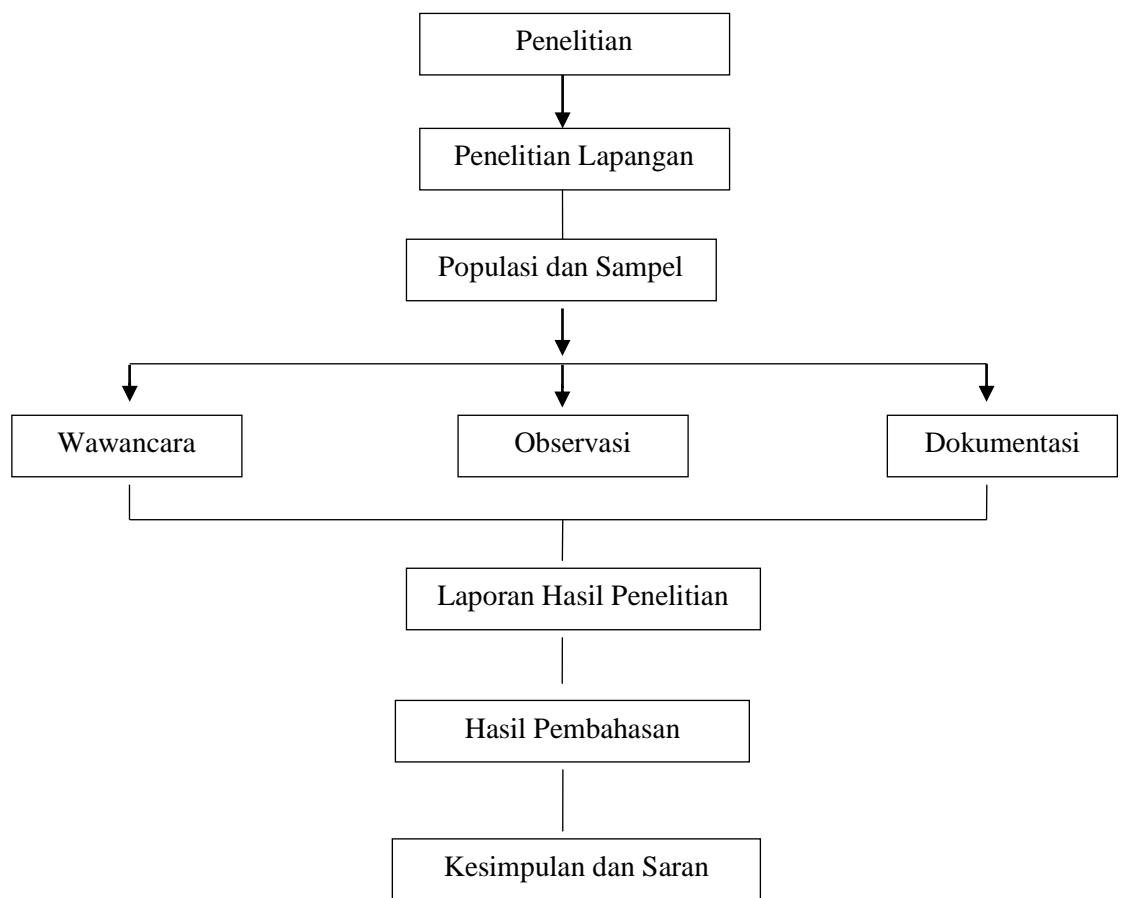 Penelitian
Penelitian Lapangan
Populasi dan Sampel
Wawancara
Observasi
Dokumentasi
Laporan Hasil Penelitian
Hasil Pembahasan
Kesimpulan dan Saran